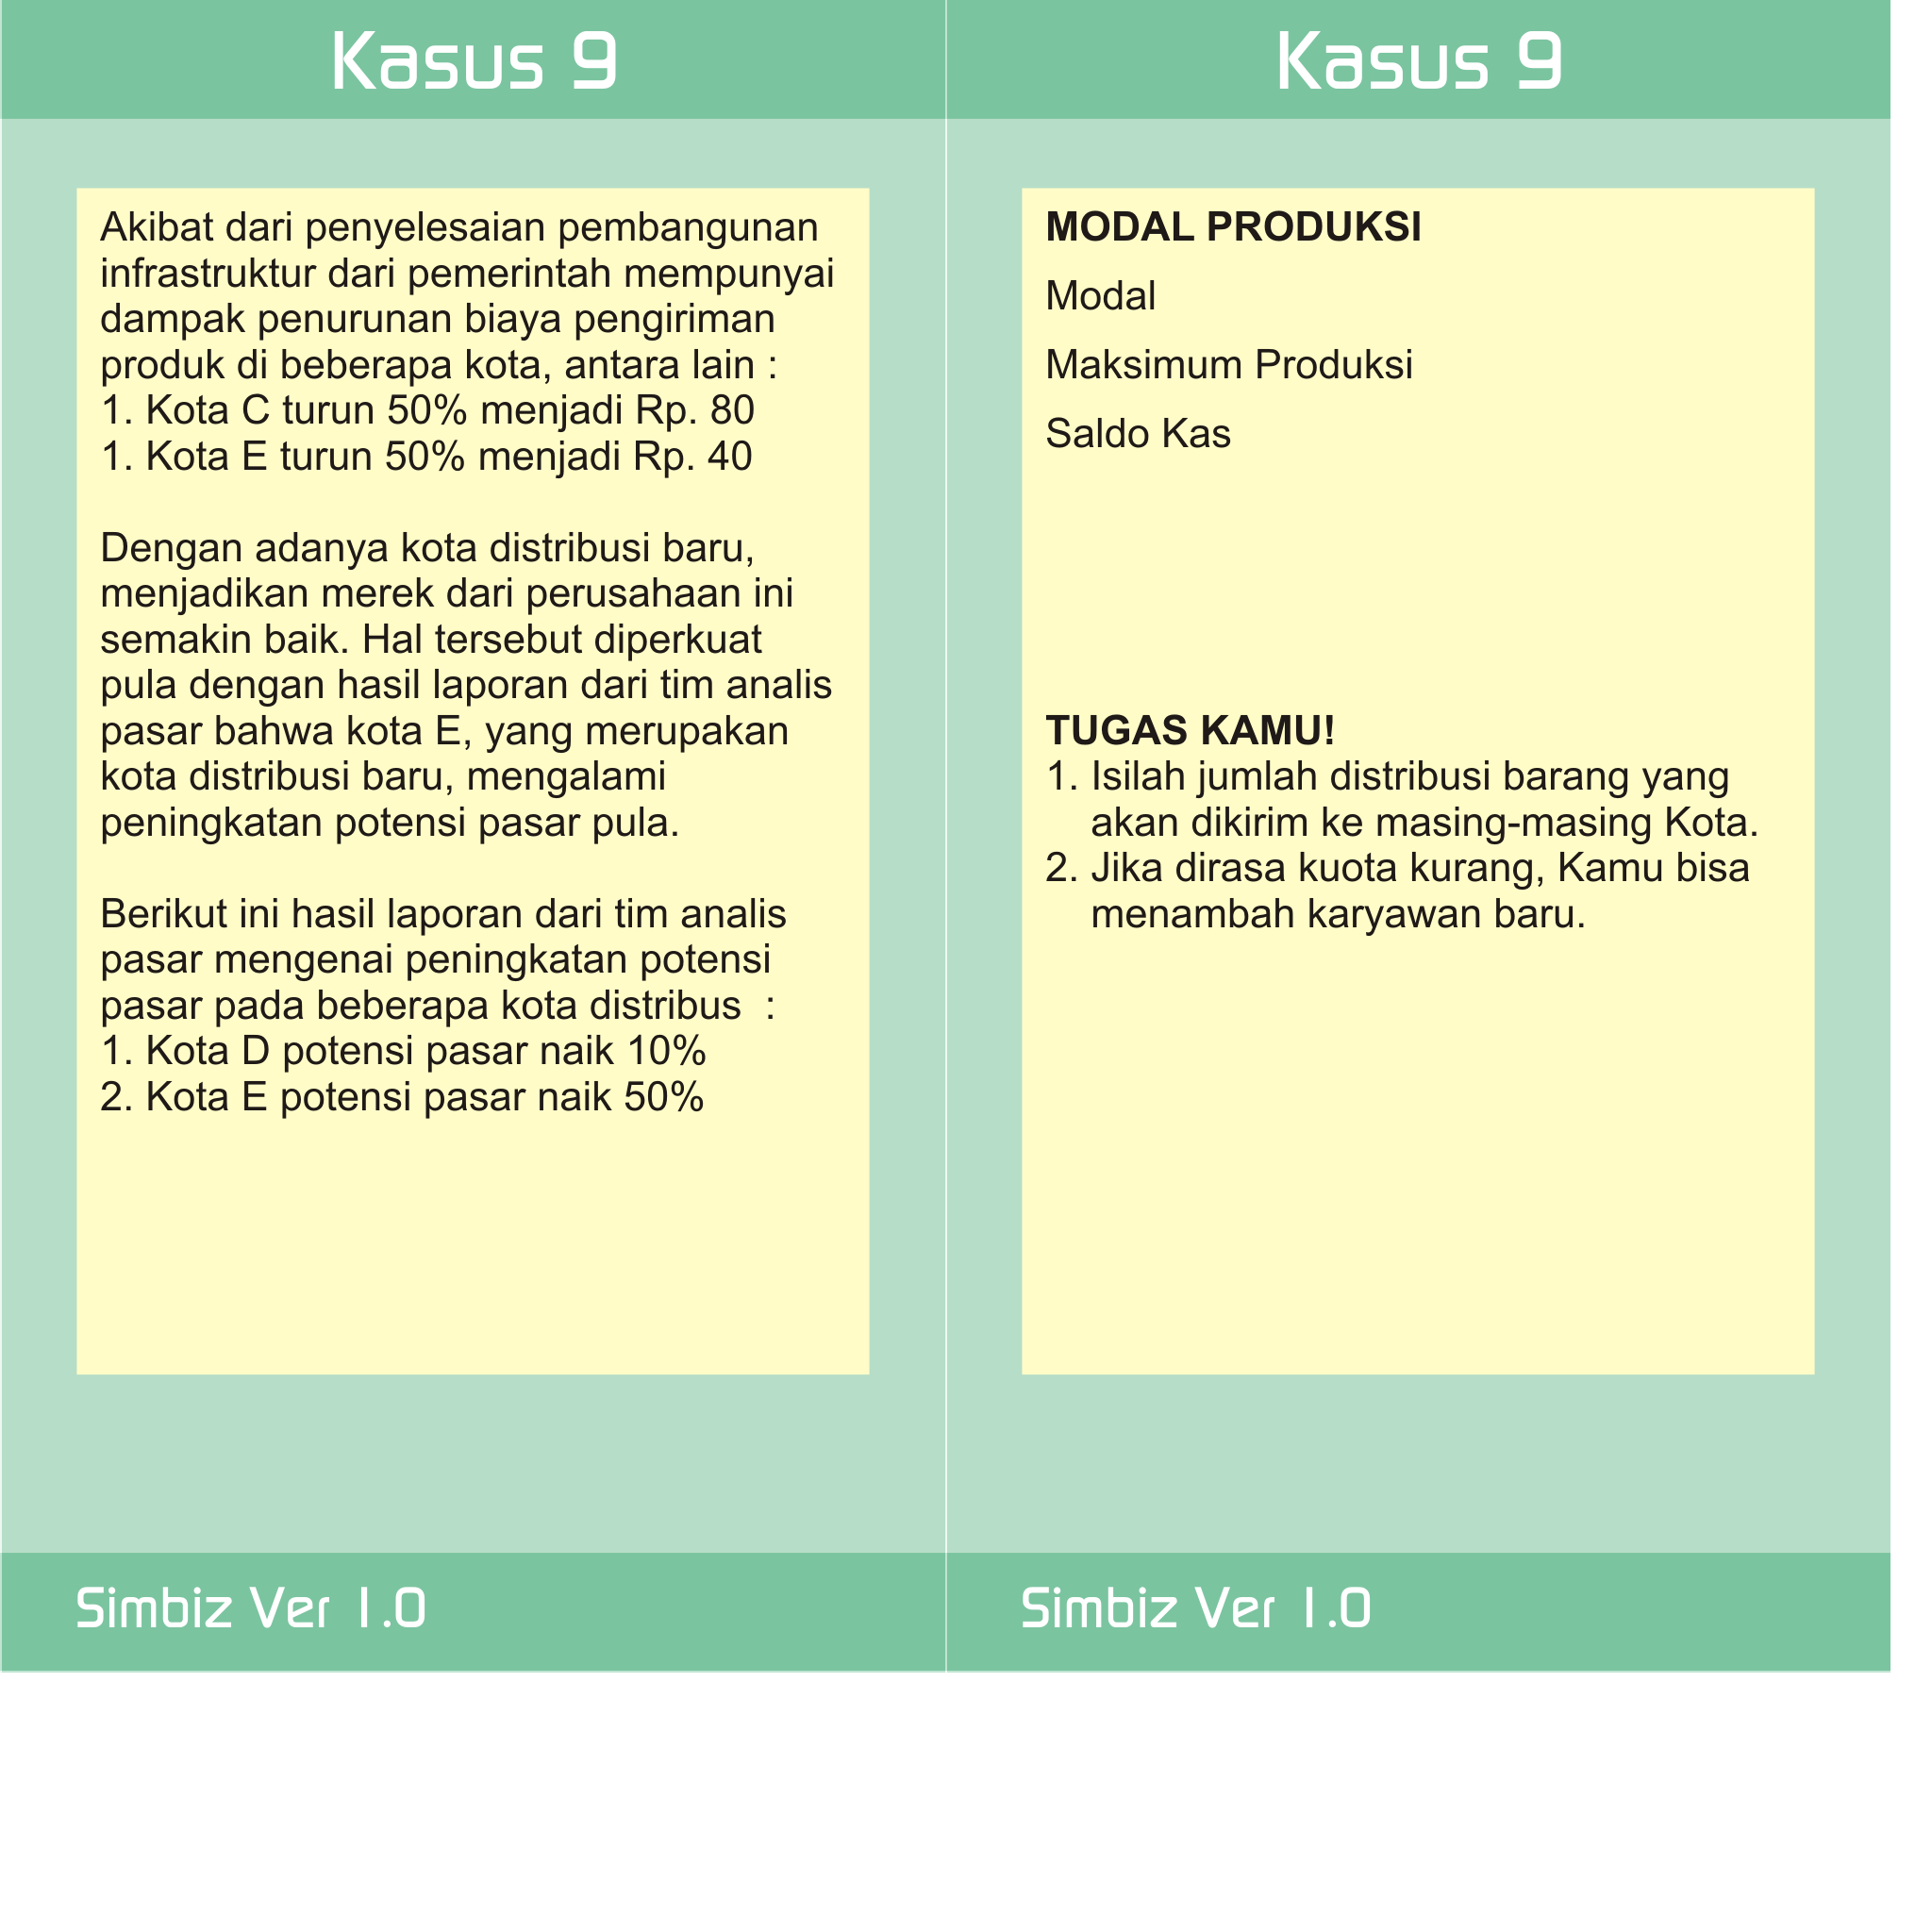 Kasus 9
Akibat dari penyelesaian pembangunan
infrastruktur dari pemerintah mempunyai
dampak penurunan biaya pengiriman
produk di beberapa kota, antara lain :
1. Kota C turun 50% menjadi Rp. 80
1. Kota E turun 50% menjadi Rp. 40
Dengan adanya kota distribusi baru,
menjadikan merek dari perusahaan ini
semakin baik. Hal tersebut diperkuat
pula dengan hasil laporan dari tim analis
pasar bahwa kota E, yang merupakan
kota distribusi baru, mengalami
peningkatan potensi pasar pula.
Berikut ini hasil laporan dari tim analis
pasar mengenai peningkatan potensi
pasar pada beberapa kota distribus  :
1. Kota D potensi pasar naik 10%
2. Kota E potensi pasar naik 50%
Simbiz Ver 1.0
Kasus 9
MODAL PRODUKSI
Modal
Maksimum Produksi
Saldo Kas
TUGAS KAMU!
1. Isilah jumlah distribusi barang yang
akan dikirim ke masing-masing Kota.
2. Jika dirasa kuota kurang, Kamu bisa
menambah karyawan baru.
Simbiz Ver 1.0